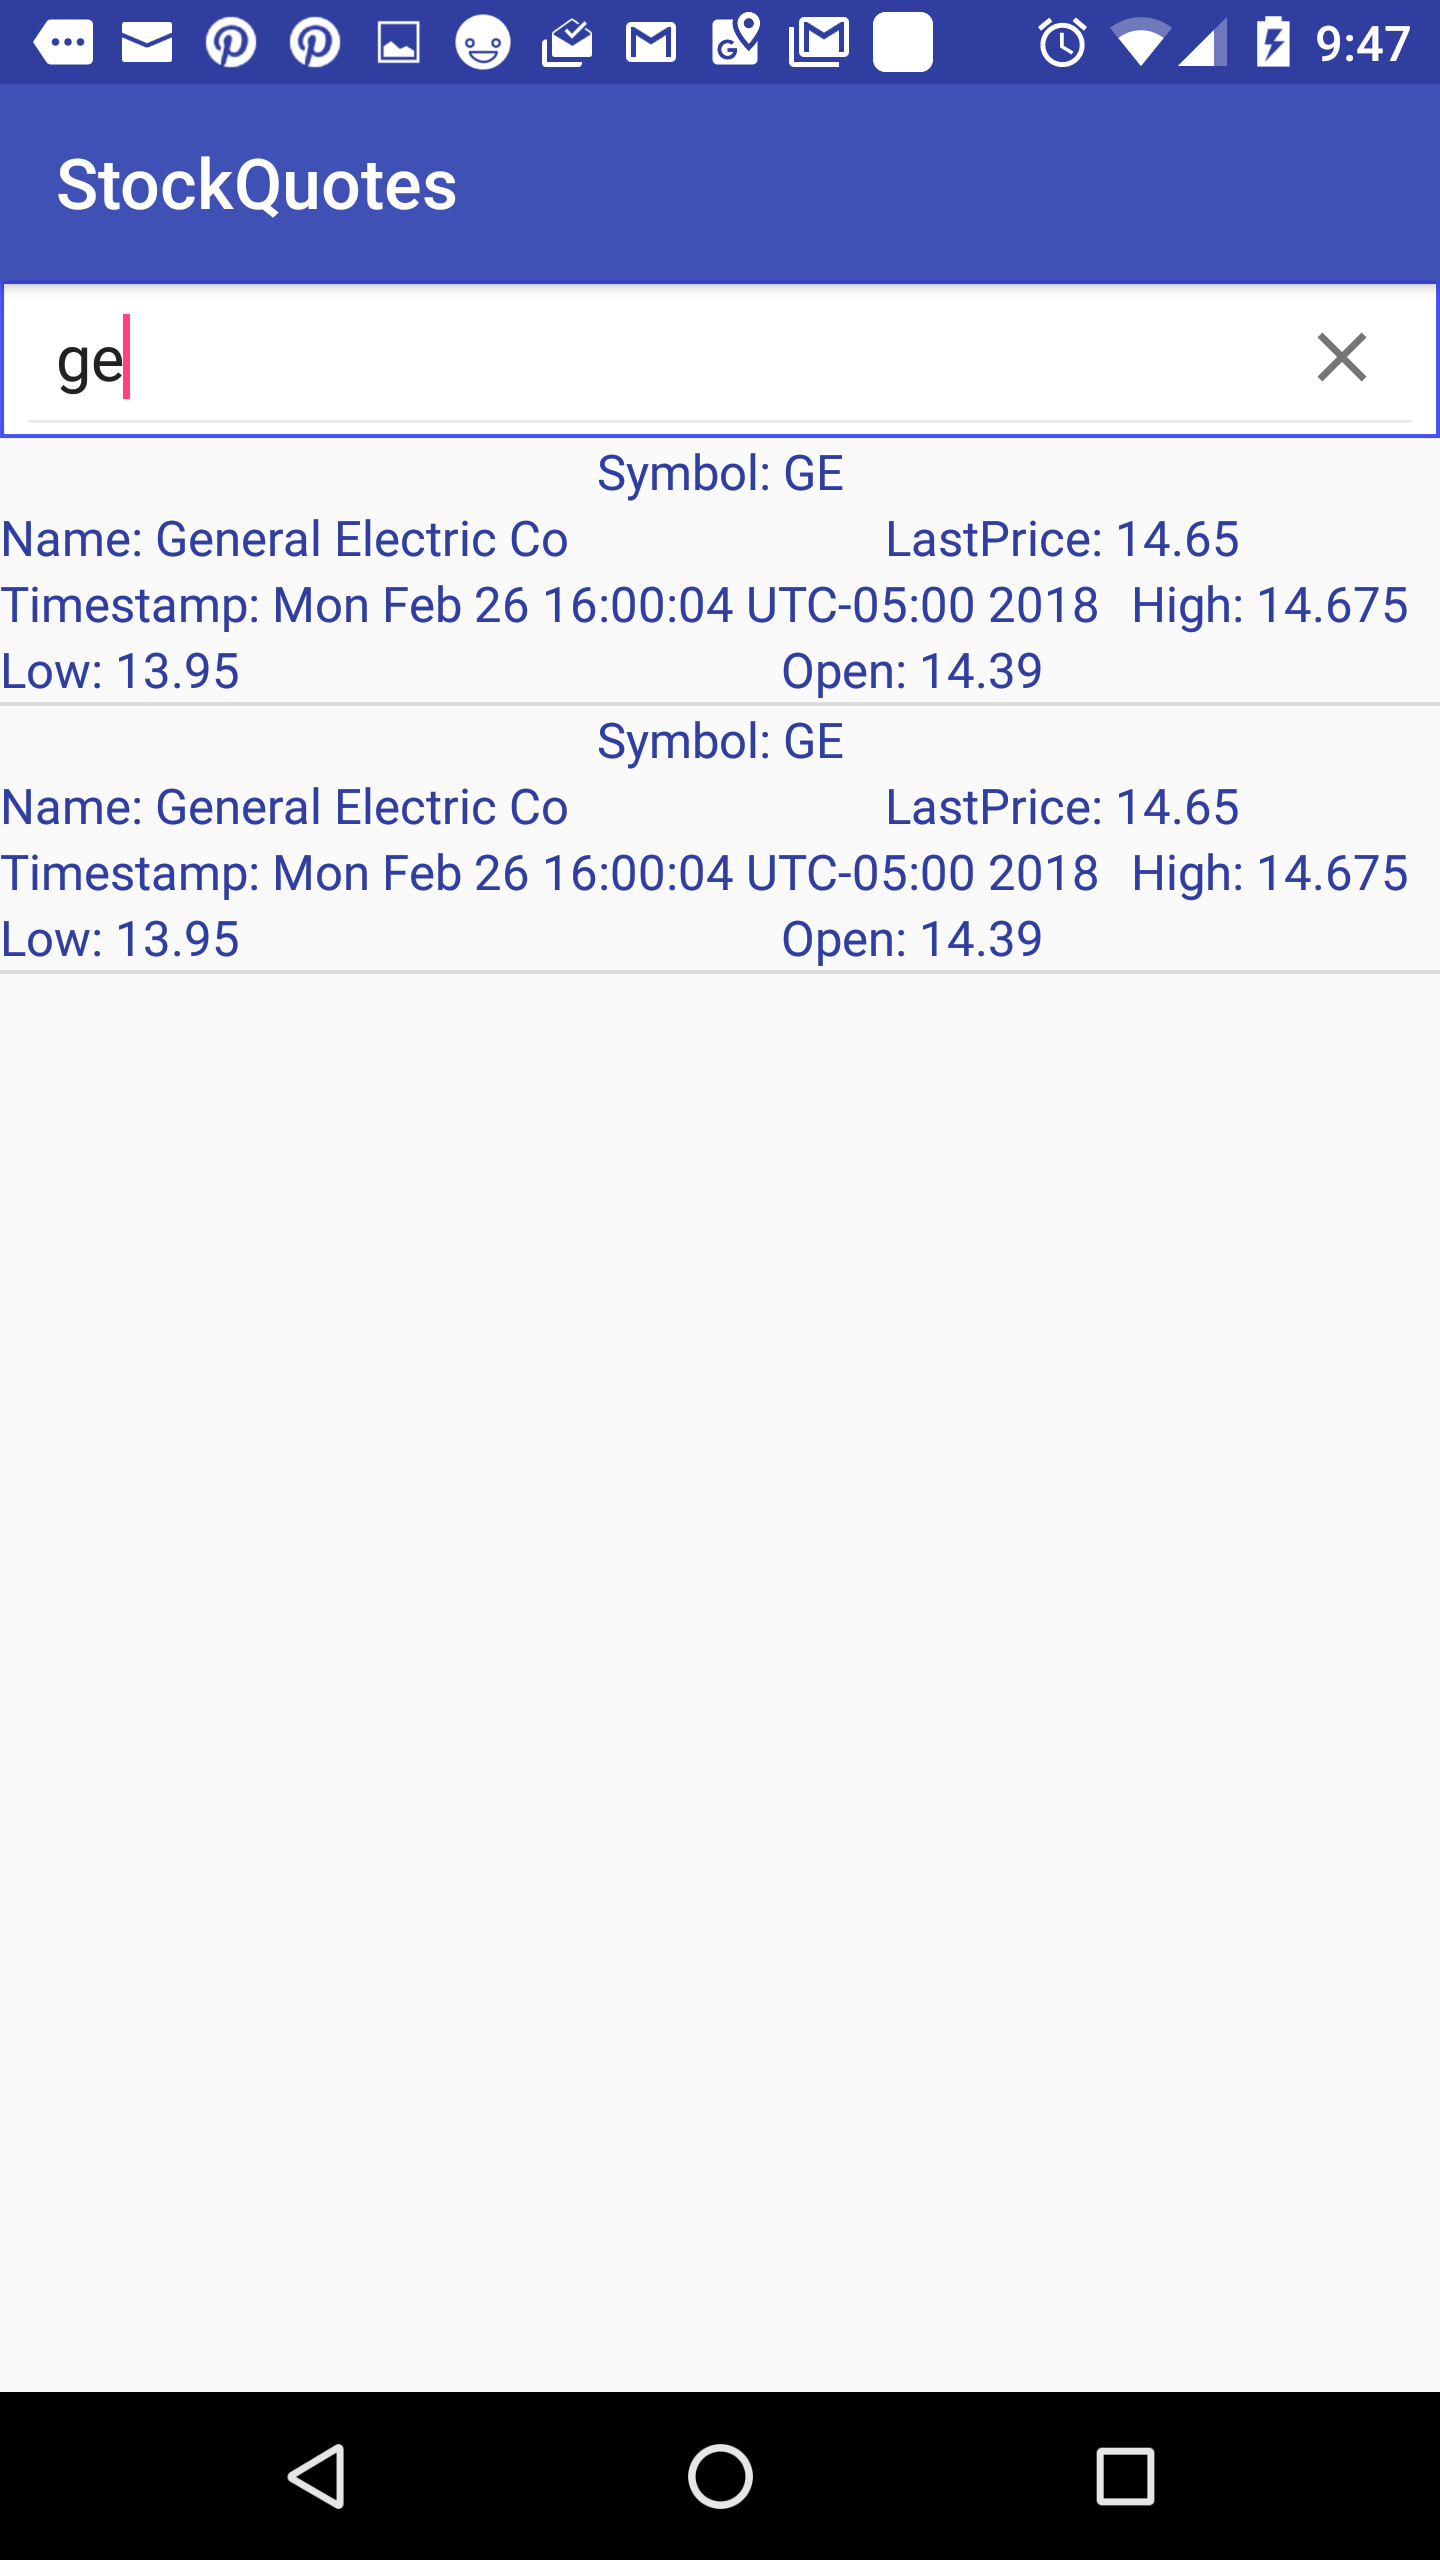 9:47
StockQuotes
ge
Symbol: GE
Name: General Electric Co LastPrice: 14.65
Timestamp: Mon Feb 26 16:00:04 UTC-05:00 2018 High: 14.675
Low: 13.95 Open: 14.39
Symbol: GE
Name: General Electric Co LastPrice: 14.65
Timestamp: Mon Feb 26 16:00:04 UTC-05:00 2018 High: 14.675
Low: 13.95 Open: 14.39